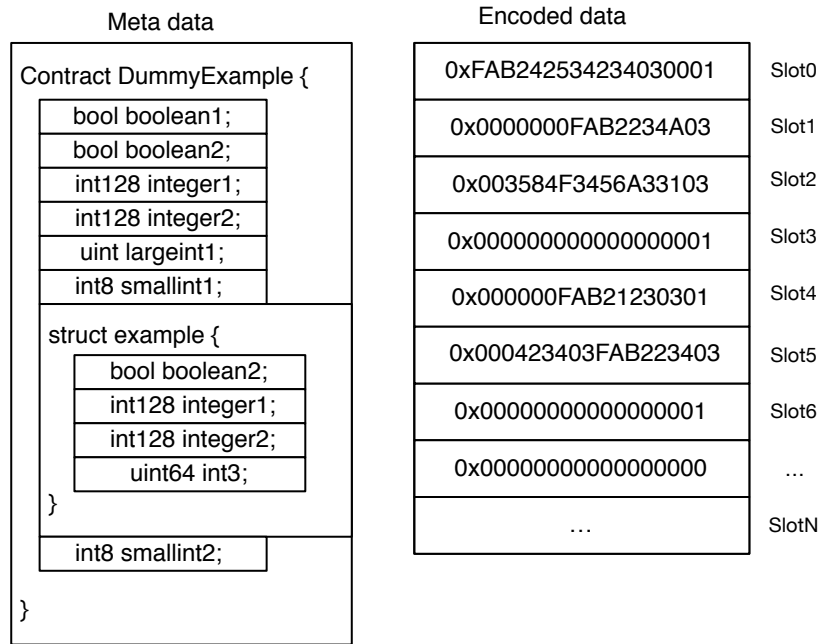 Meta data
Contract DummyExample {
bool boolean1;
bool boolean2;
int128 integer1;
int128 integer2;
uint largeint1;
int8 smallint1;
struct example {
bool boolean2;
int128 integer1;
int128 integer2;
uint64 int3;
}
int8 smallint2;
}
Encoded data
0xFAB242534234030001 Slot0
0x0000000FAB2234A03 Slot1
0x003584F3456A33103 Slot2
0x000000000000000001 Slot3
0x000000FAB21230301 Slot4
0x000423403FAB223403 Slot5
0x00000000000000001 Slot6
0x00000000000000000 ...
... SlotN